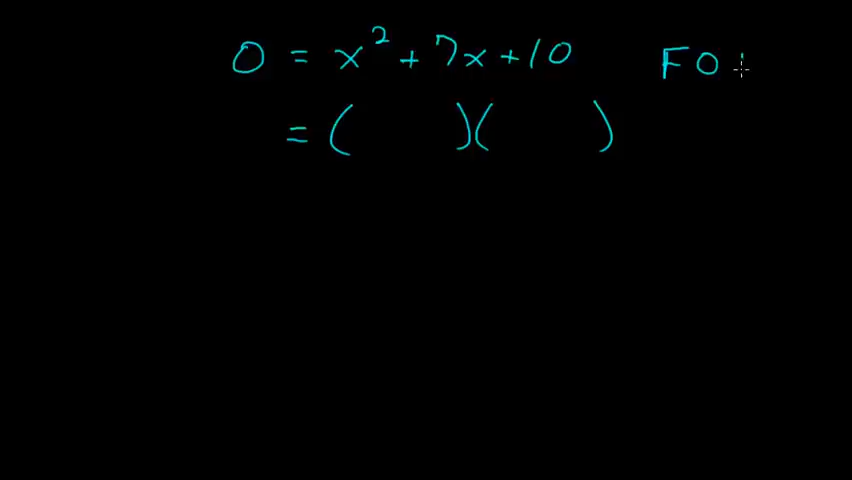 0 = x² + 7x + 10 FO
= ( )( )